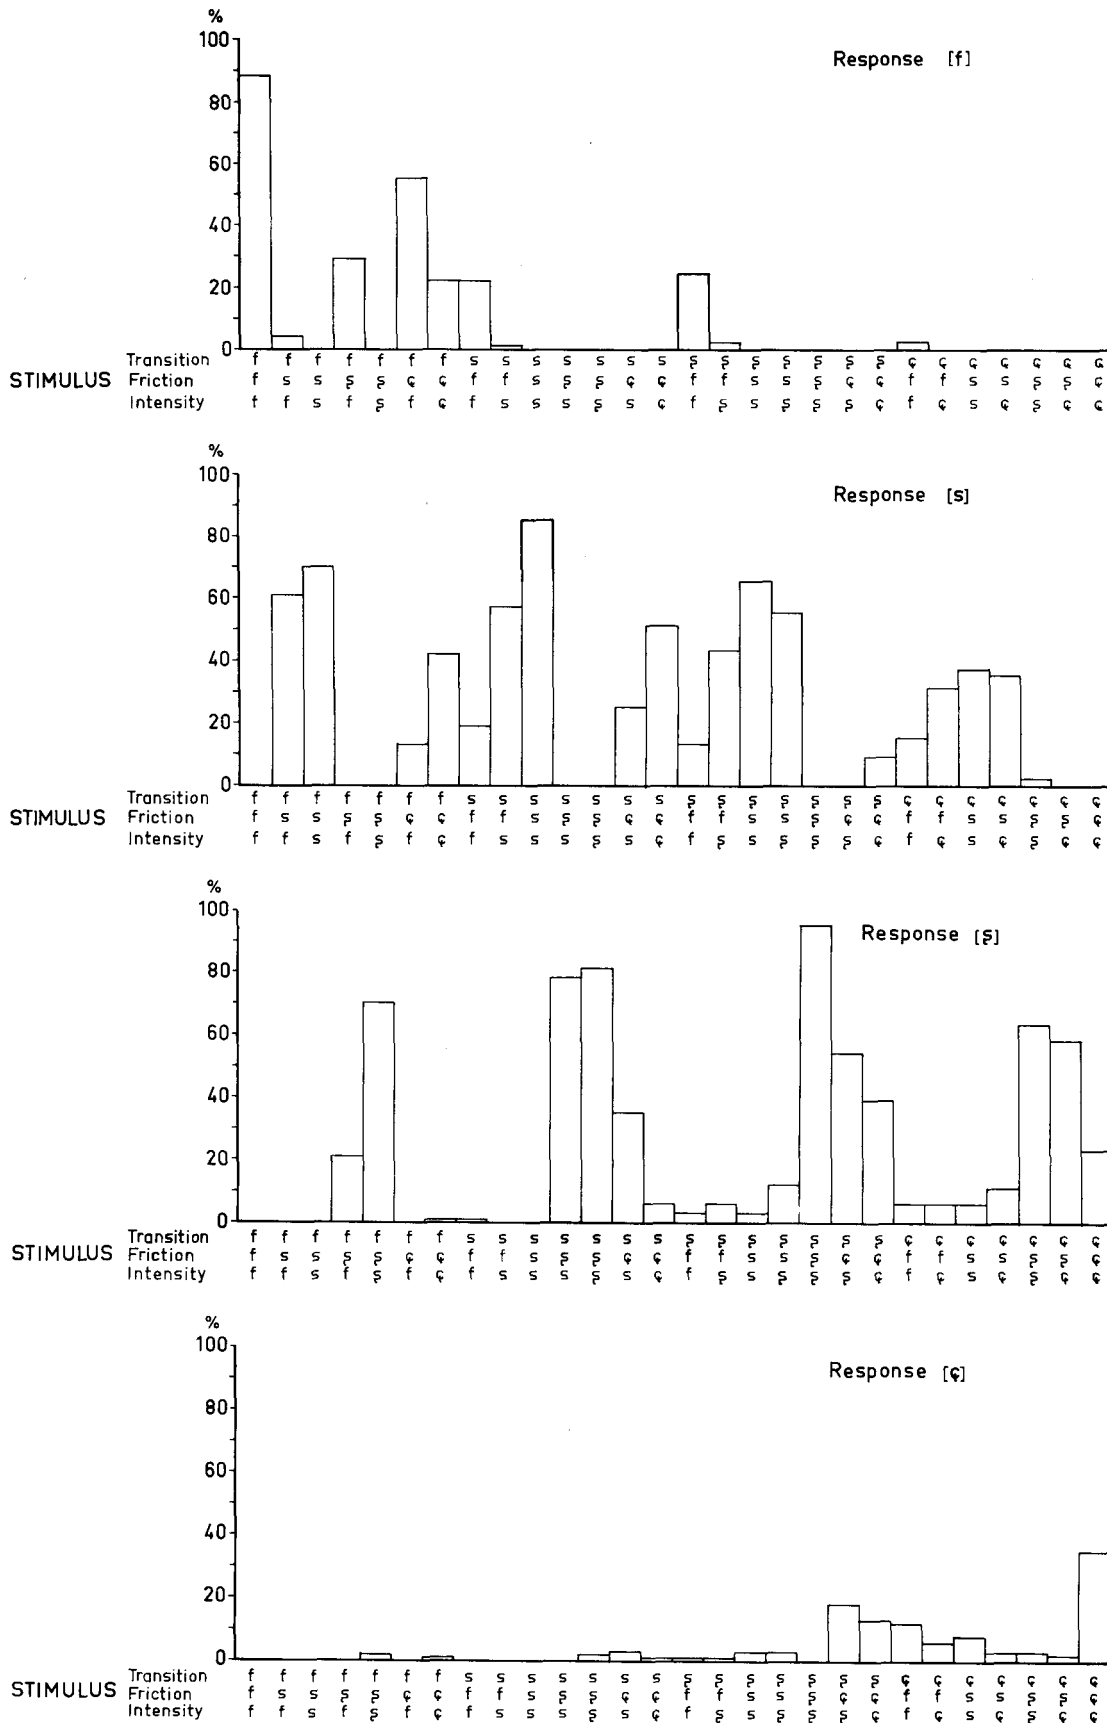 %
100
Response [f]
80
60
40
20
0
Transition f f f f f f f s s s s s s s ʂ ʂ ʂ ʂ ʂ ʂ ʂ ç ç ç ç ç ç ç
STIMULUS Friction f s s ʂ ʂ ç ç f f s ʂ ʂ ç ç f f s s ʂ ç ç f f s s ʂ ʂ ç
Intensity f f s f ʂ f ç f s s s ʂ s ç f ʂ s ʂ ʂ ʂ ç f ç s ç ʂ ç ç
%
100
Response [s]
80
60
40
20
0
Transition f f f f f f f s s s s s s s ʂ ʂ ʂ ʂ ʂ ʂ ʂ ç ç ç ç ç ç ç
STIMULUS Friction f s s ʂ ʂ ç ç f f s ʂ ʂ ç ç f f s s ʂ ç ç f f s s ʂ ʂ ç
Intensity f f s f ʂ f ç f s s s ʂ s ç f ʂ s ʂ ʂ ʂ ç f ç s ç ʂ ç ç
%
100
Response [ʂ]
80
60
40
20
0
Transition f f f f f f f s s s s s s s ʂ ʂ ʂ ʂ ʂ ʂ ʂ ç ç ç ç ç ç ç
STIMULUS Friction f s s ʂ ʂ ç ç f f s ʂ ʂ ç ç f f s s ʂ ç ç f f s s ʂ ʂ ç
Intensity f f s f ʂ f ç f s s s ʂ s ç f ʂ s ʂ ʂ ʂ ç f ç s ç ʂ ç ç
%
100
Response [ç]
80
60
40
20
0
Transition f f f f f f f s s s s s s s ʂ ʂ ʂ ʂ ʂ ʂ ʂ ç ç ç ç ç ç ç
STIMULUS Friction f s s ʂ ʂ ç ç f f s ʂ ʂ ç ç f f s s ʂ ç ç f f s s ʂ ʂ ç
Intensity f f s f ʂ f ç f s s s ʂ s ç f ʂ s ʂ ʂ ʂ ç f ç s ç ʂ ç ç